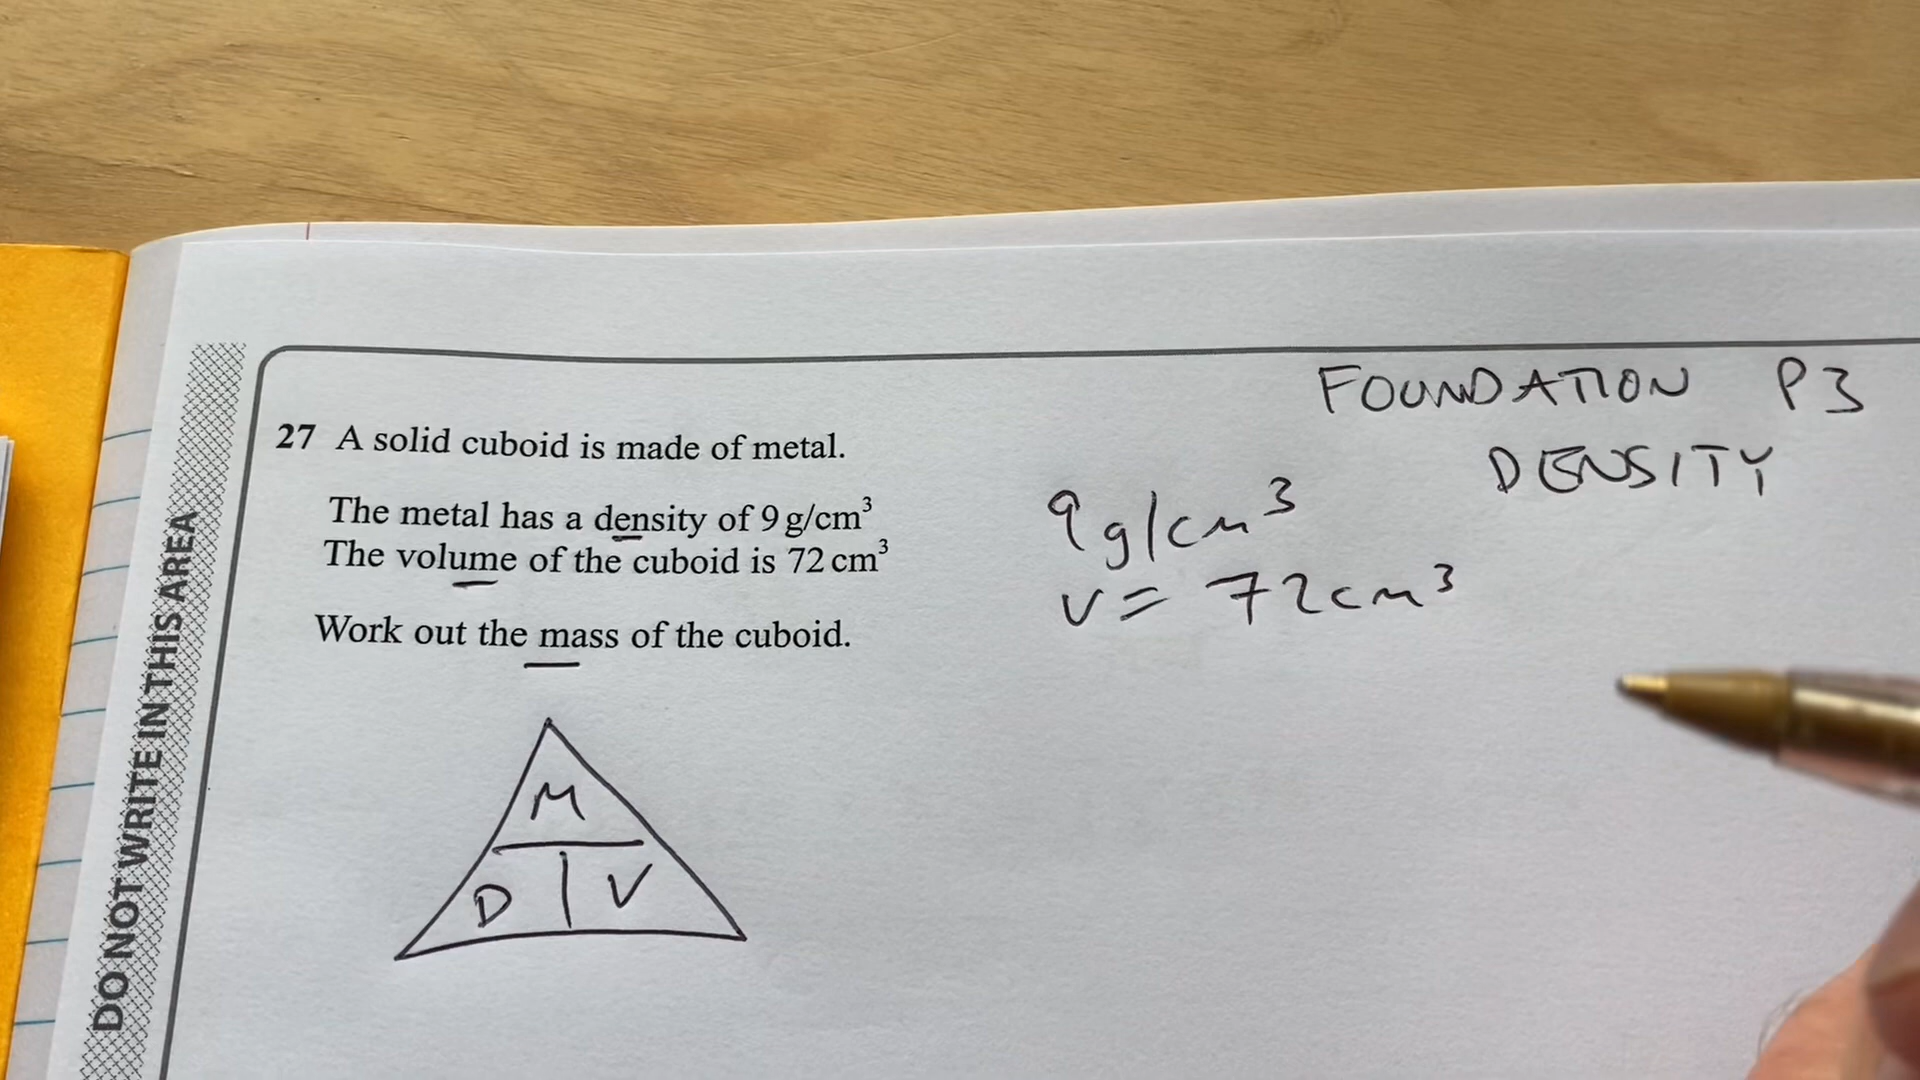 DO NOT WRITE IN THIS AREA
FOUNDATION P3
DENSITY
27 A solid cuboid is made of metal.
The metal has a density of 9 g/cm³
The volume of the cuboid is 72 cm³
Work out the mass of the cuboid.
9g/cm³
V = 72cm³
M
D V